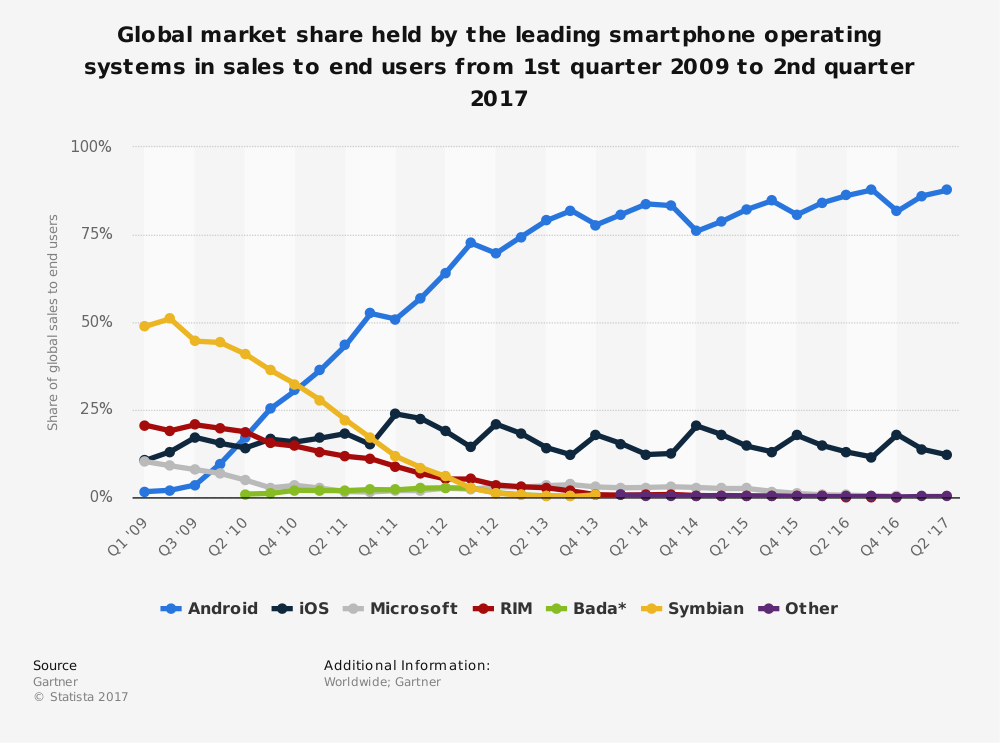 Global market share held by the leading smartphone operating
systems in sales to end users from 1st quarter 2009 to 2nd quarter
2017
Share of global sales to end users
100%
75%
50%
25%
0%
Q1 '09
Q3 '09
Q2 '10
Q4 '10
Q2 '11
Q4 '11
Q2 '12
Q4 '12
Q2 '13
Q4 '13
Q2 '14
Q4 '14
Q2 '15
Q4 '15
Q2 '16
Q4 '16
Q2 '17
Android iOS Microsoft RIM Bada* Symbian Other
Source
Gartner
© Statista 2017
Additional Information:
Worldwide; Gartner